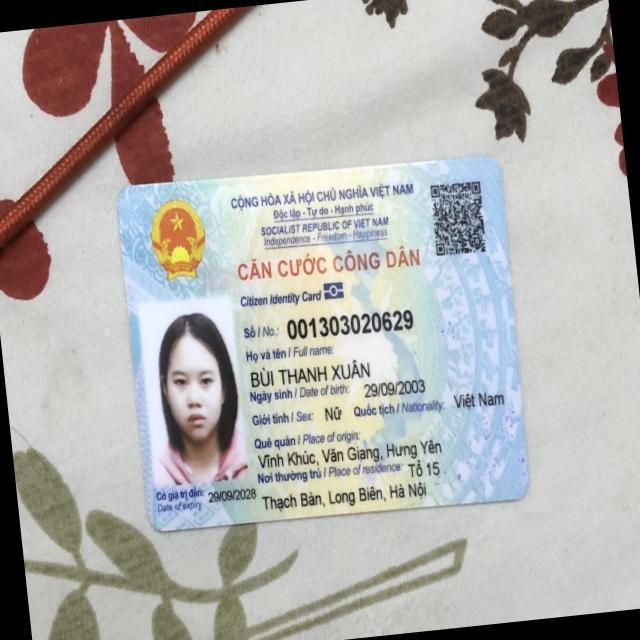 CỘNG HÒA XÃ HỘI CHỦ NGHĨA VIỆT NAM
Độc lập - Tự do - Hạnh phúc
SOCIALIST REPUBLIC OF VIET NAM
Independence - Freedom - Happiness
CĂN CƯỚC CÔNG DÂN
Citizen Identity Card
Số / No.: 001303020629
Họ và tên / Full name:
BÙI THANH XUÂN
Ngày sinh / Date of birth: 29/09/2003
Giới tính / Sex: Nữ Quốc tịch / Nationality: Việt Nam
Quê quán / Place of origin:
Vĩnh Khúc, Văn Giang, Hưng Yên
Nơi thường trú / Place of residence: Tổ 15
Thạch Bàn, Long Biên, Hà Nội
Có giá trị đến: 29/09/2028
Date of expiry